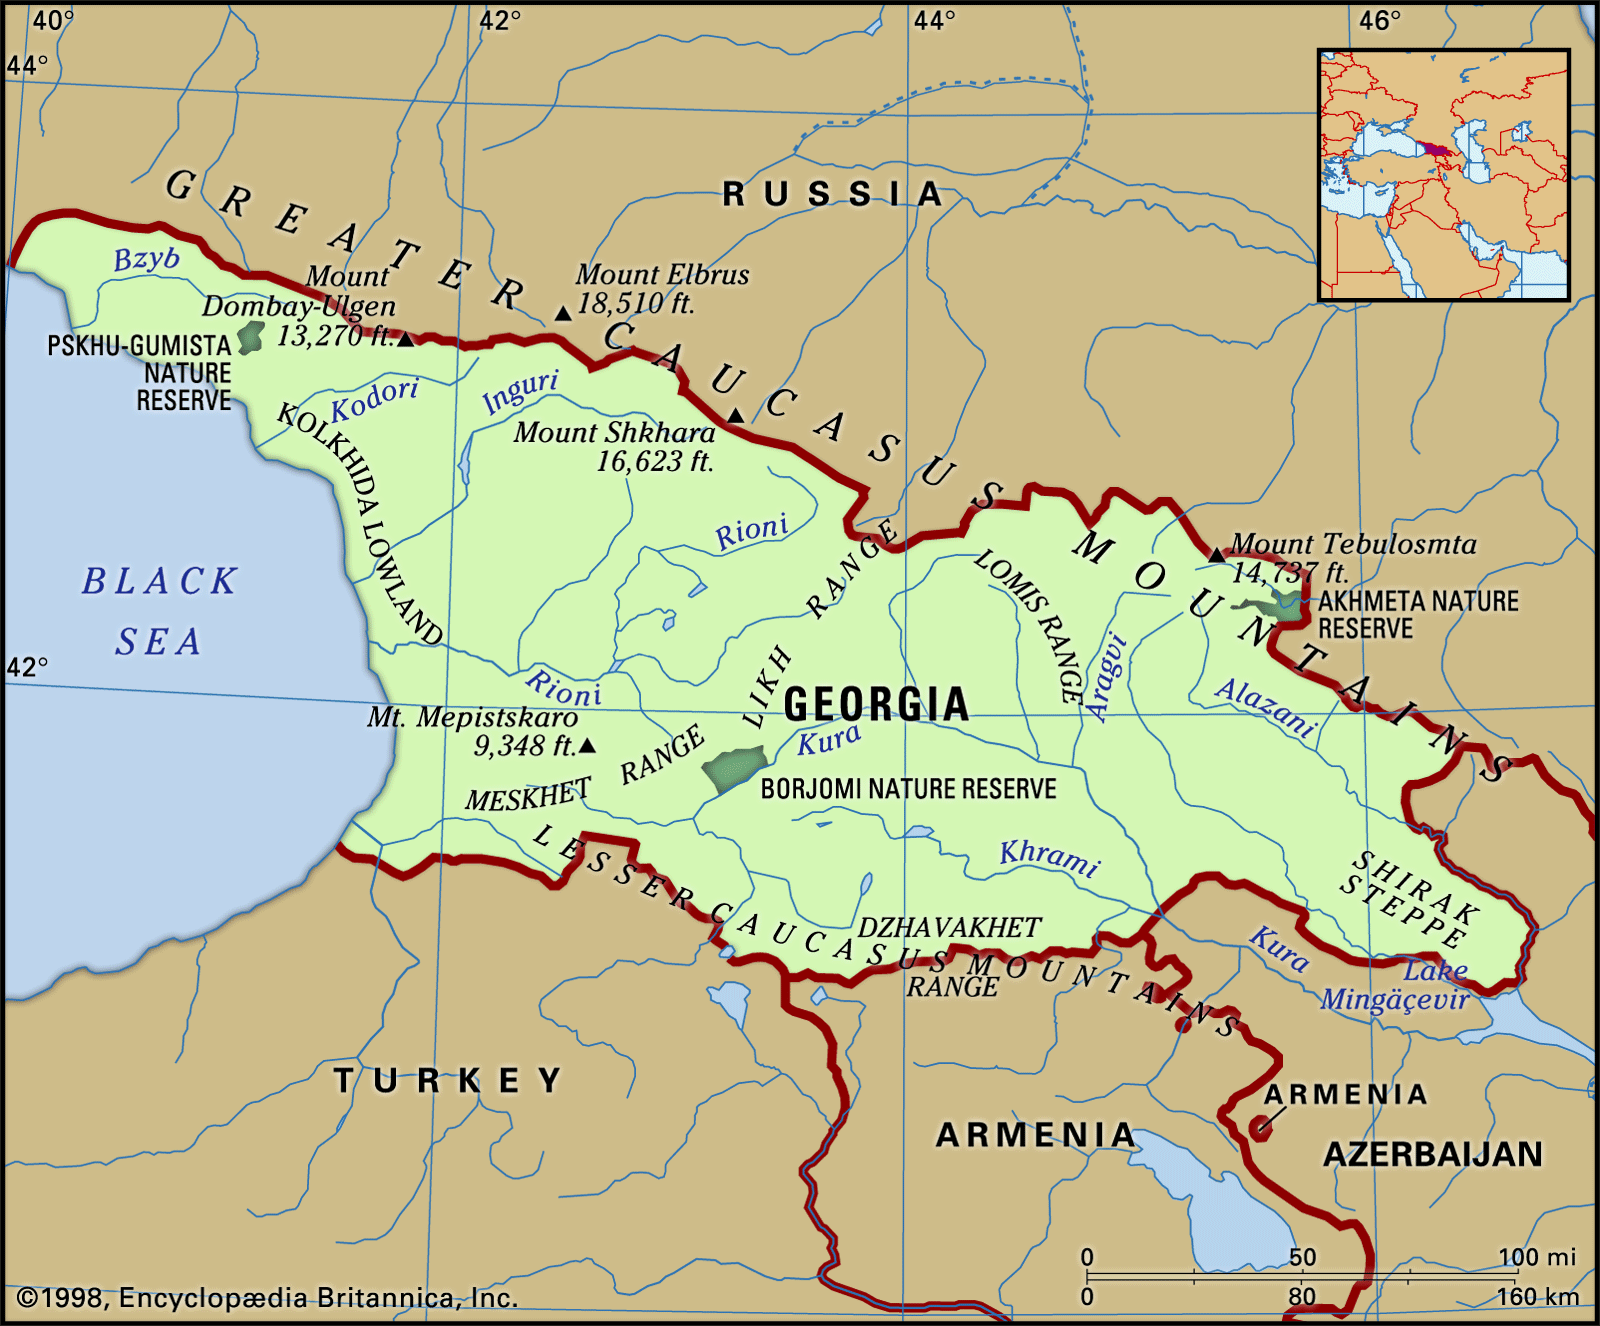 40°
42°
44°
46°
44°
GREATER CAUCASUS MOUNTAINS
RUSSIA
Bzyb
Mount
Dombay-Ulgen
13,270 ft.
Mount Elbrus
18,510 ft.
PSKHU-GUMISTA
NATURE
RESERVE
Kodori
Inguri
KOLKHIDA LOWLAND
Mount Shkhara
16,623 ft.
Rioni
LIKH RANGE
LOMIS RANGE
Mount Tebulosmta
14,737 ft.
AKHMETA NATURE
RESERVE
BLACK
SEA
42°
Rioni
Aragvi
Alazani
GEORGIA
Mt. Mepistskaro
9,348 ft.
Kura
MESKHET RANGE
BORJOMI NATURE RESERVE
LESSER CAUCASUS MOUNTAINS
Khrami
SHIRAK
STEPPE
DZHAVAKHET
RANGE
Kura
Lake
Mingäçevir
TURKEY
ARMENIA
ARMENIA
AZERBAIJAN
0 50 100 mi
0 80 160 km
©1998, Encyclopædia Britannica, Inc.